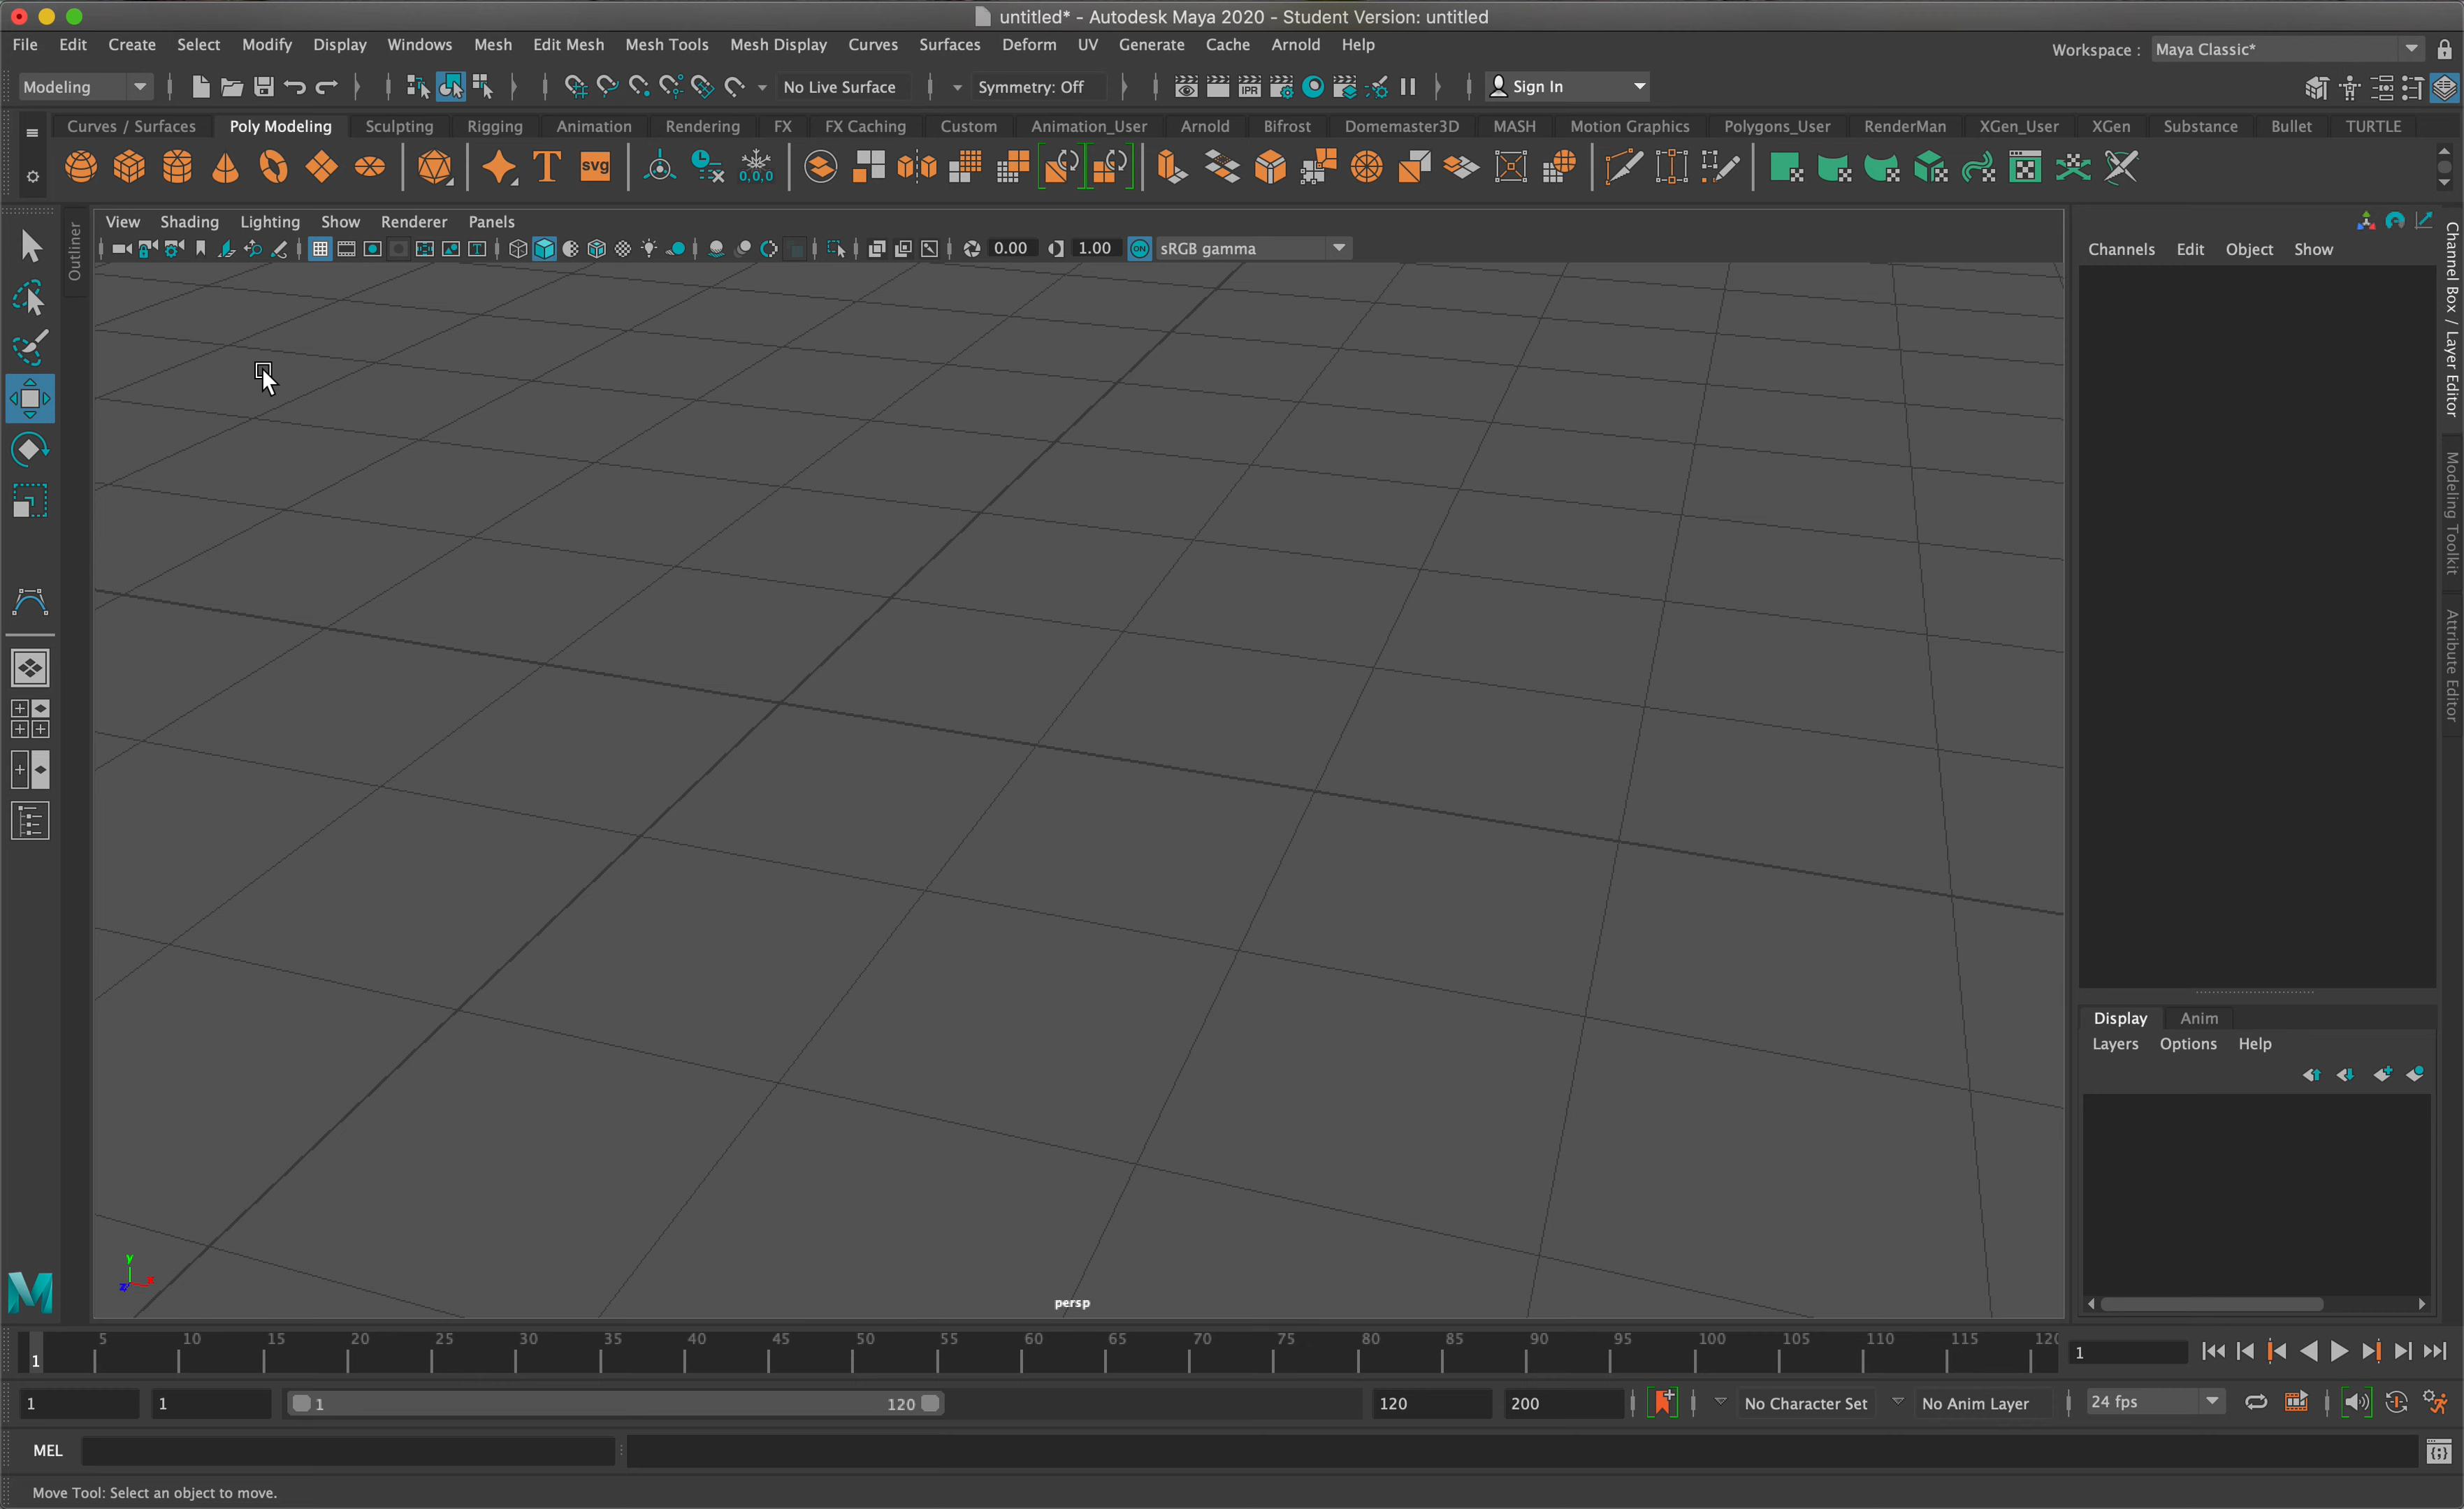 untitled* - Autodesk Maya 2020 - Student Version: untitled
File Edit Create Select Modify Display Windows Mesh Edit Mesh Mesh Tools Mesh Display Curves Surfaces Deform UV Generate Cache Arnold Help
Workspace : Maya Classic*
Modeling No Live Surface Symmetry: Off IPR Sign In
Curves / Surfaces Poly Modeling Sculpting Rigging Animation Rendering FX FX Caching Custom Animation_User Arnold Bifrost Domemaster3D MASH Motion Graphics Polygons_User RenderMan XGen_User XGen Substance Bullet TURTLE
T svg 0,0,0
Outliner
View Shading Lighting Show Renderer Panels
0.00 1.00 ON sRGB gamma
Channels Edit Object Show
Channel Box / Layer Editor
Modeling Toolkit
Attribute Editor
Display Anim
Layers Options Help
y
z x
persp
M
5 10 15 20 25 30 35 40 45 50 55 60 65 70 75 80 85 90 95 100 105 110 115 120
1 1
1 1 1 120 120 200 No Character Set No Anim Layer 24 fps
MEL
Move Tool: Select an object to move.